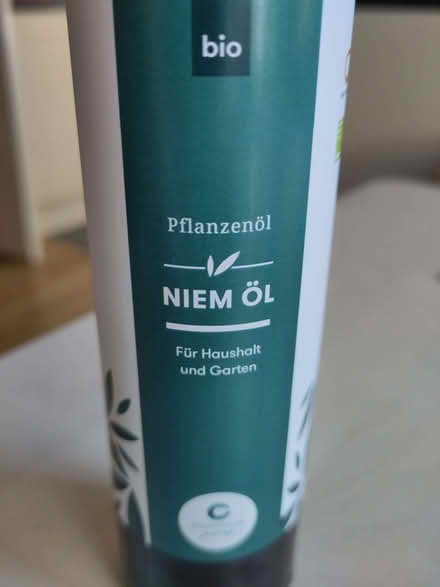 bio
Pflanzenöl
NIEM ÖL
Für Haushalt
und Garten